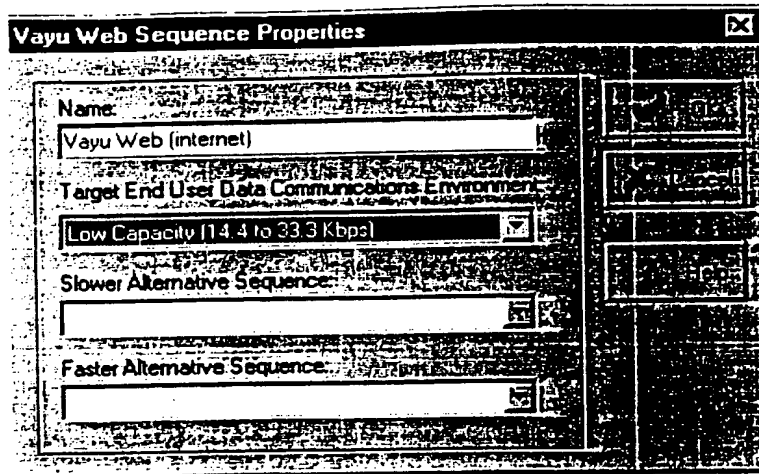 Vayu Web Sequence Properties
Name:
Vayu Web (internet)
Target End User Data Communications Environment
Low Capacity (14.4 to 33.3 Kbps)
Slower Alternative Sequence:
Faster Alternative Sequence: